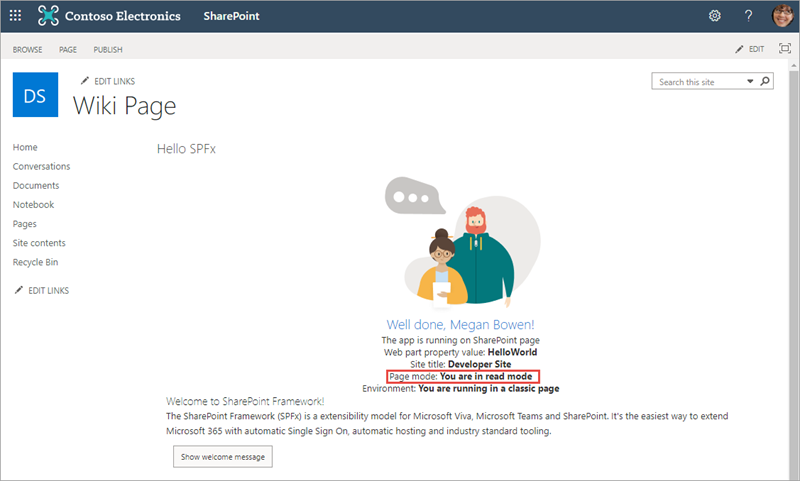 Contoso Electronics SharePoint ?
BROWSE PAGE PUBLISH EDIT
DS
EDIT LINKS
Wiki Page
Search this site
Home
Conversations
Documents
Notebook
Pages
Site contents
Recycle Bin
EDIT LINKS
Hello SPFx
Well done, Megan Bowen!
The app is running on SharePoint page
Web part property value: HelloWorld
Site title: Developer Site
Page mode: You are in read mode
Environment: You are running in a classic page
Welcome to SharePoint Framework!
The SharePoint Framework (SPFx) is a extensibility model for Microsoft Viva, Microsoft Teams and SharePoint. It's the easiest way to extend
Microsoft 365 with automatic Single Sign On, automatic hosting and industry standard tooling.
Show welcome message